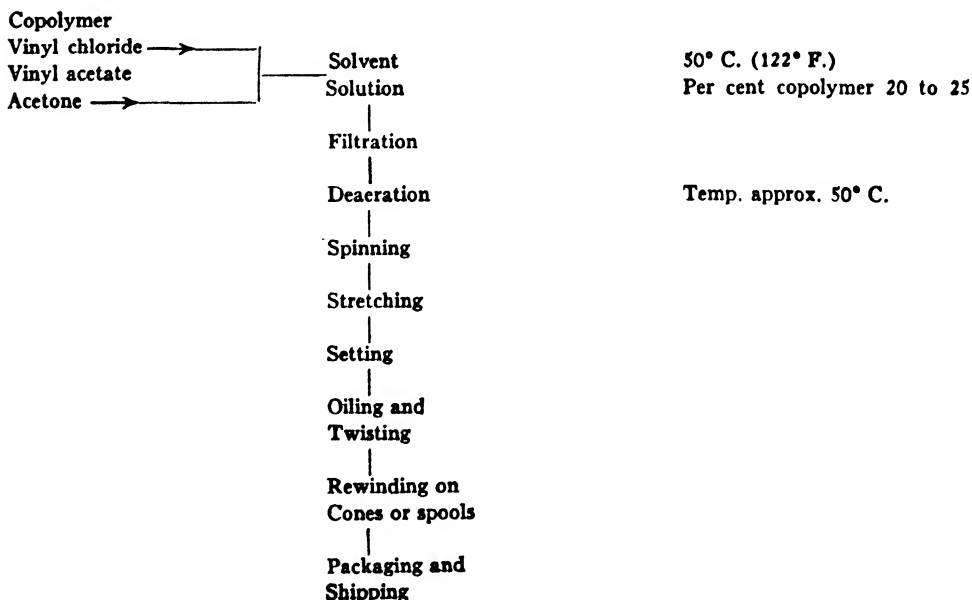 Copolymer
Vinyl chloride
Vinyl acetate
Acetone
Solvent
Solution
50° C. (122° F.)
Per cent copolymer 20 to 25
Filtration
Deaeration
Temp. approx. 50° C.
Spinning
Stretching
Setting
Oiling and
Twisting
Rewinding on
Cones or spools
Packaging and
Shipping